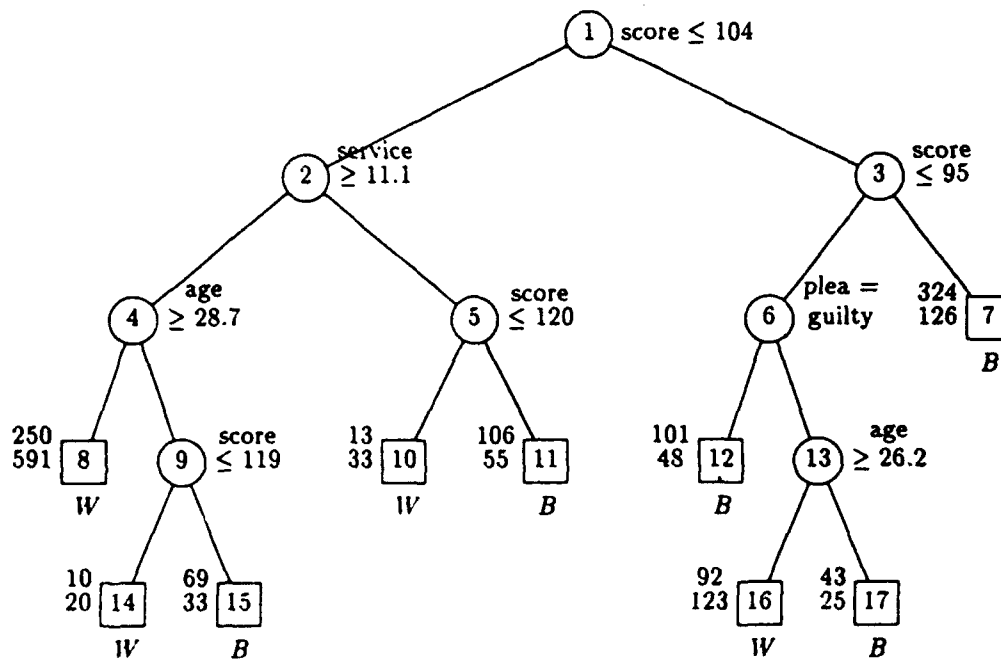 1
score ≤ 104
service
2
≥ 11.1
score
3
≤ 95
age
4
≥ 28.7
score
5
≤ 120
plea =
6
guilty
324
126
7
B
250
591
8
W
score
9
≤ 119
13
33
10
W
106
55
11
B
101
48
12
B
age
13
≥ 26.2
10
20
14
W
69
33
15
B
92
123
16
W
43
25
17
B